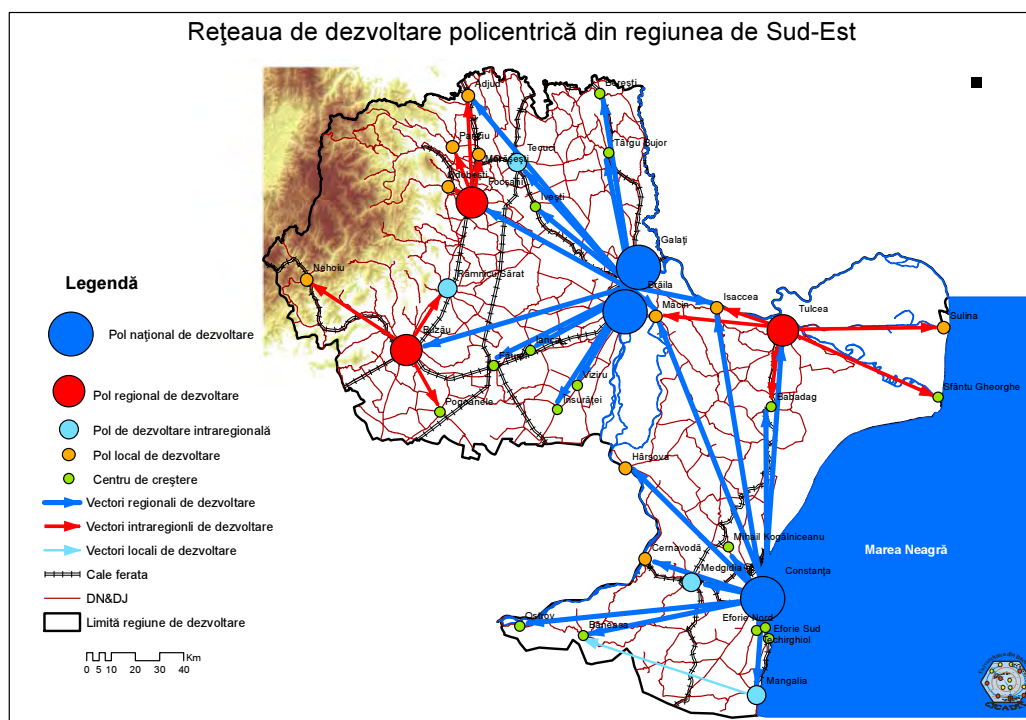 Reţeaua de dezvoltare policentrică din regiunea de Sud-Est
Adjud
Bereşti
Panciu
Târgu Bujor
Tecuci
Mărăşeşti
Odobeşti
Focşani
Iveşti
Galaţi
Nehoiu
Râmnicu Sărat
Brăila
Măcin
Isaccea
Tulcea
Sulina
Buzău
Ianca
Făurei
Viziru
Însurăţei
Pogoanele
Babadag
Sfântu Gheorghe
Hârşova
Mihail Kogălniceanu
Cernavodă
Medgidia
Constanţa
Marea Neagră
Ostrov
Băneasa
Eforie Nord
Eforie Sud
Techirghiol
Mangalia
Legendă
Pol naţional de dezvoltare
Pol regional de dezvoltare
Pol de dezvoltare intraregională
Pol local de dezvoltare
Centru de creştere
Vectori regionali de dezvoltare
Vectori intraregionli de dezvoltare
Vectori locali de dezvoltare
Cale ferata
DN&DJ
Limită regiune de dezvoltare
Km
0 5 10 20 30 40